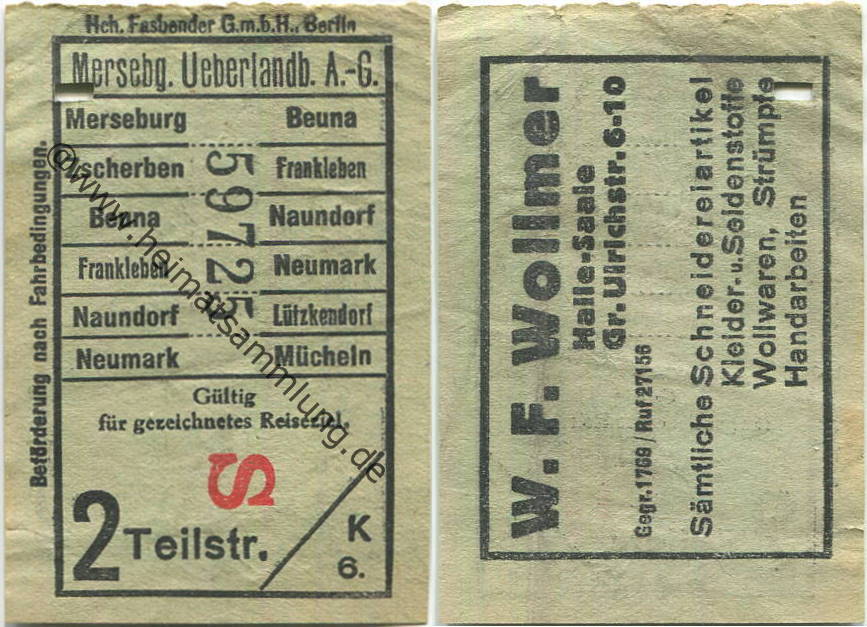 Hch. Fasbender G.m.b.H., Berlin
Mersebg. Ueberlandb. A.-G.
Merseburg Beuna
scherben Frankleben
Beuna Naundorf
Frankleben Neumark
Naundorf Lützkendorf
Neumark Mücheln
59725
Gültig
für gezeichnetes Reiseziel.
S
2 Teilstr.
K
6.
Beförderung nach Fahrbedingungen.
@www.heimatsammlung.de
W. F. Wollmer
Halle-Saale
Gr. Ulrichstr. 6-10
Gegr. 1769 / Ruf 27156
Sämtliche Schneidereiartikel
Kleider- u. Seidenstoffe
Wollwaren, Strümpfe
Handarbeiten